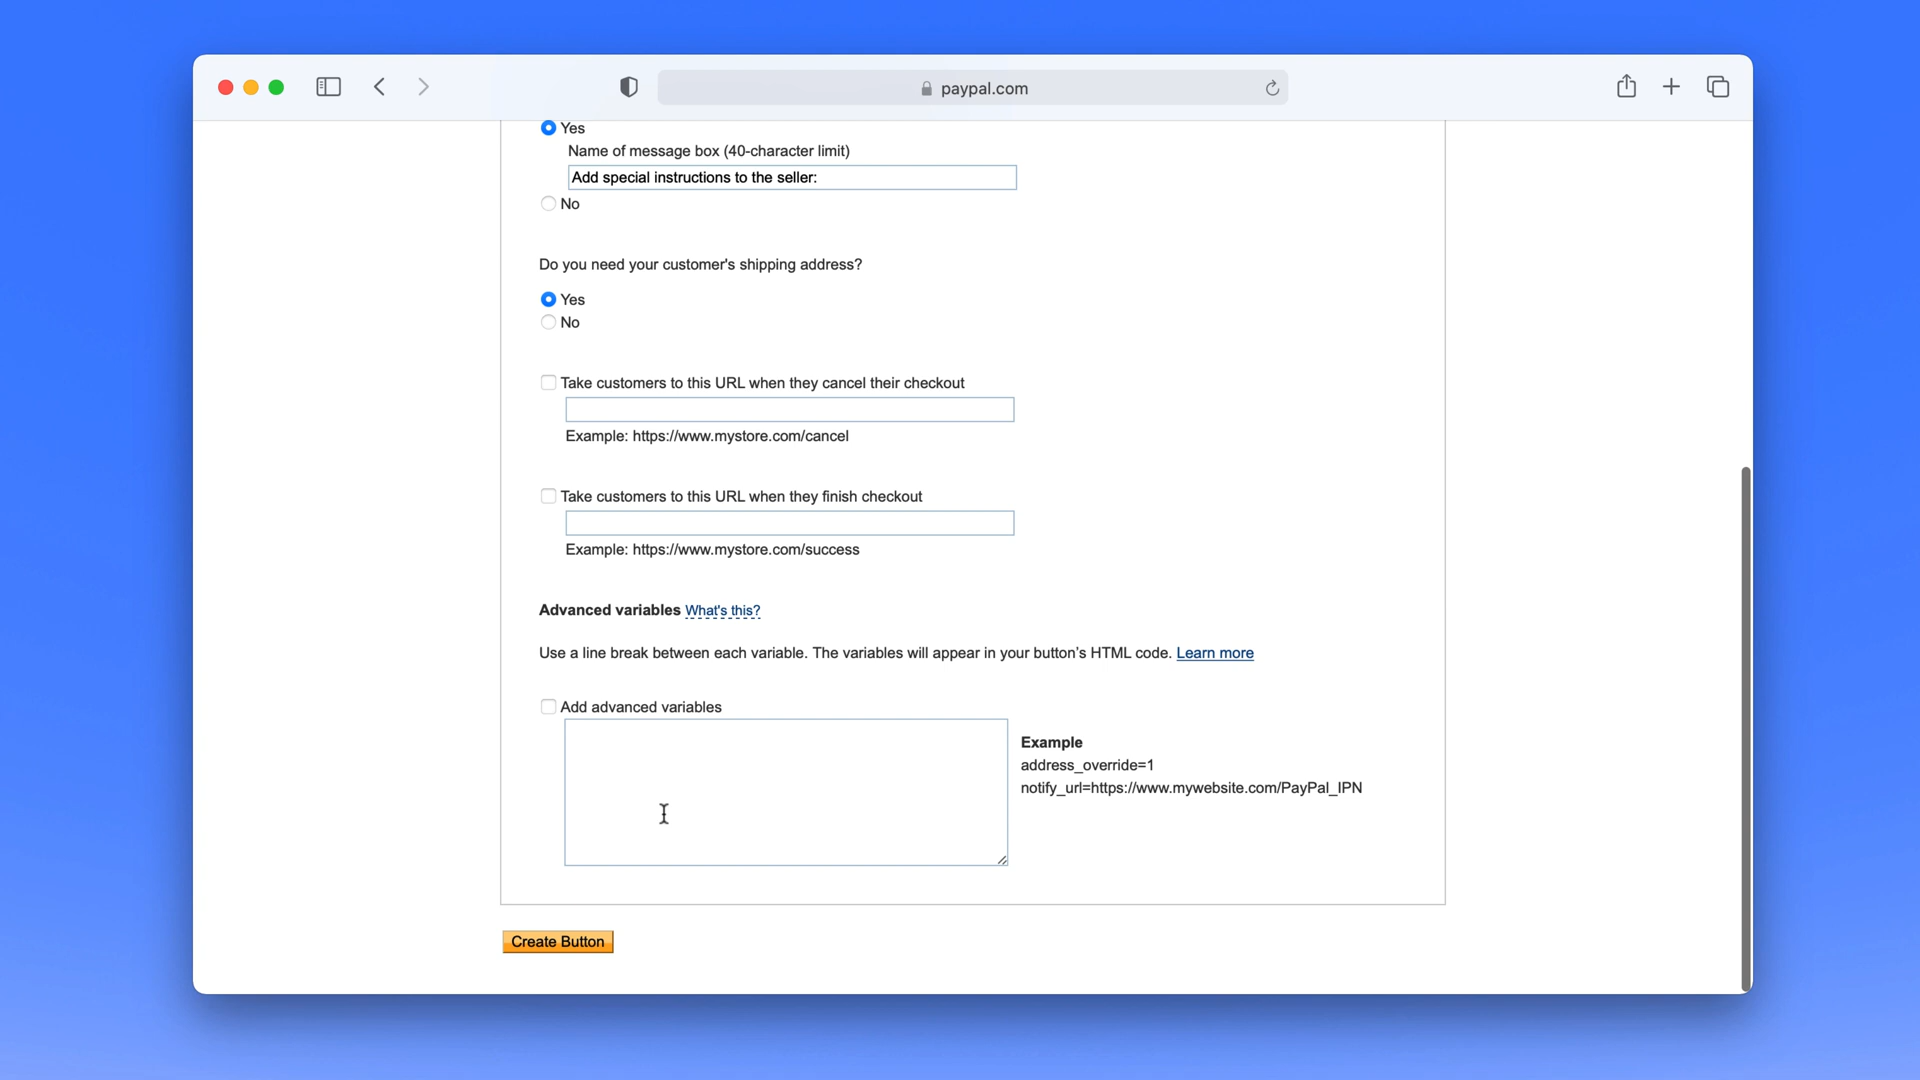 paypal.com
Yes
Name of message box (40-character limit)
Add special instructions to the seller:
No
Do you need your customer's shipping address?
Yes
No
Take customers to this URL when they cancel their checkout
Example: https://www.mystore.com/cancel
Take customers to this URL when they finish checkout
Example: https://www.mystore.com/success
Advanced variables What's this?
Use a line break between each variable. The variables will appear in your button's HTML code. Learn more
Add advanced variables
Example
address_override=1
notify_url=https://www.mywebsite.com/PayPal_IPN
Create Button